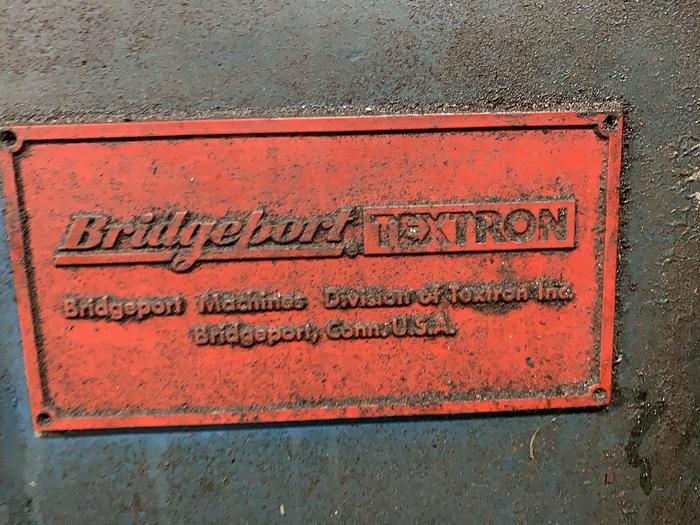 Bridgeport TEXTRON
Bridgeport Machines Division of Textron Inc.
Bridgeport, Conn. U.S.A.